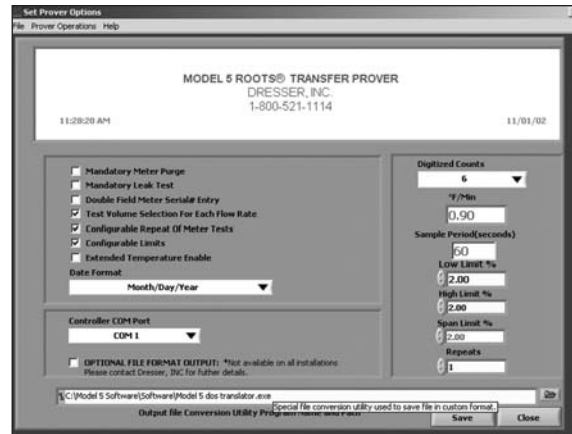 Set Prover Options
File Prover Operations Help
MODEL 5 ROOTS® TRANSFER PROVER
DRESSER, INC.
1-800-521-1114
11:28:20 AM
11/01/02
Mandatory Meter Purge
Mandatory Leak Test
Double Field Meter Serial# Entry
Test Volume Selection For Each Flow Rate
Configurable Repeat Of Meter Tests
Configurable Limits
Extended Temperature Enable
Date Format
Month/Day/Year
Controller COM Port
COM 1
OPTIONAL FILE FORMAT OUTPUT: *Not available on all installations
Please contact Dresser, INC for futher details.
Digitized Counts
6
°F/Min
0.90
Sample Period(seconds)
60
Low Limit %
2.00
High Limit %
2.00
Span Limit %
2.00
Repeats
1
C:\Model 5 Software\Software\Model 5 dos translator.exe
Special file conversion utility used to save file in custom format.
Output file Conversion Utility Program Name and Path
Save
Close